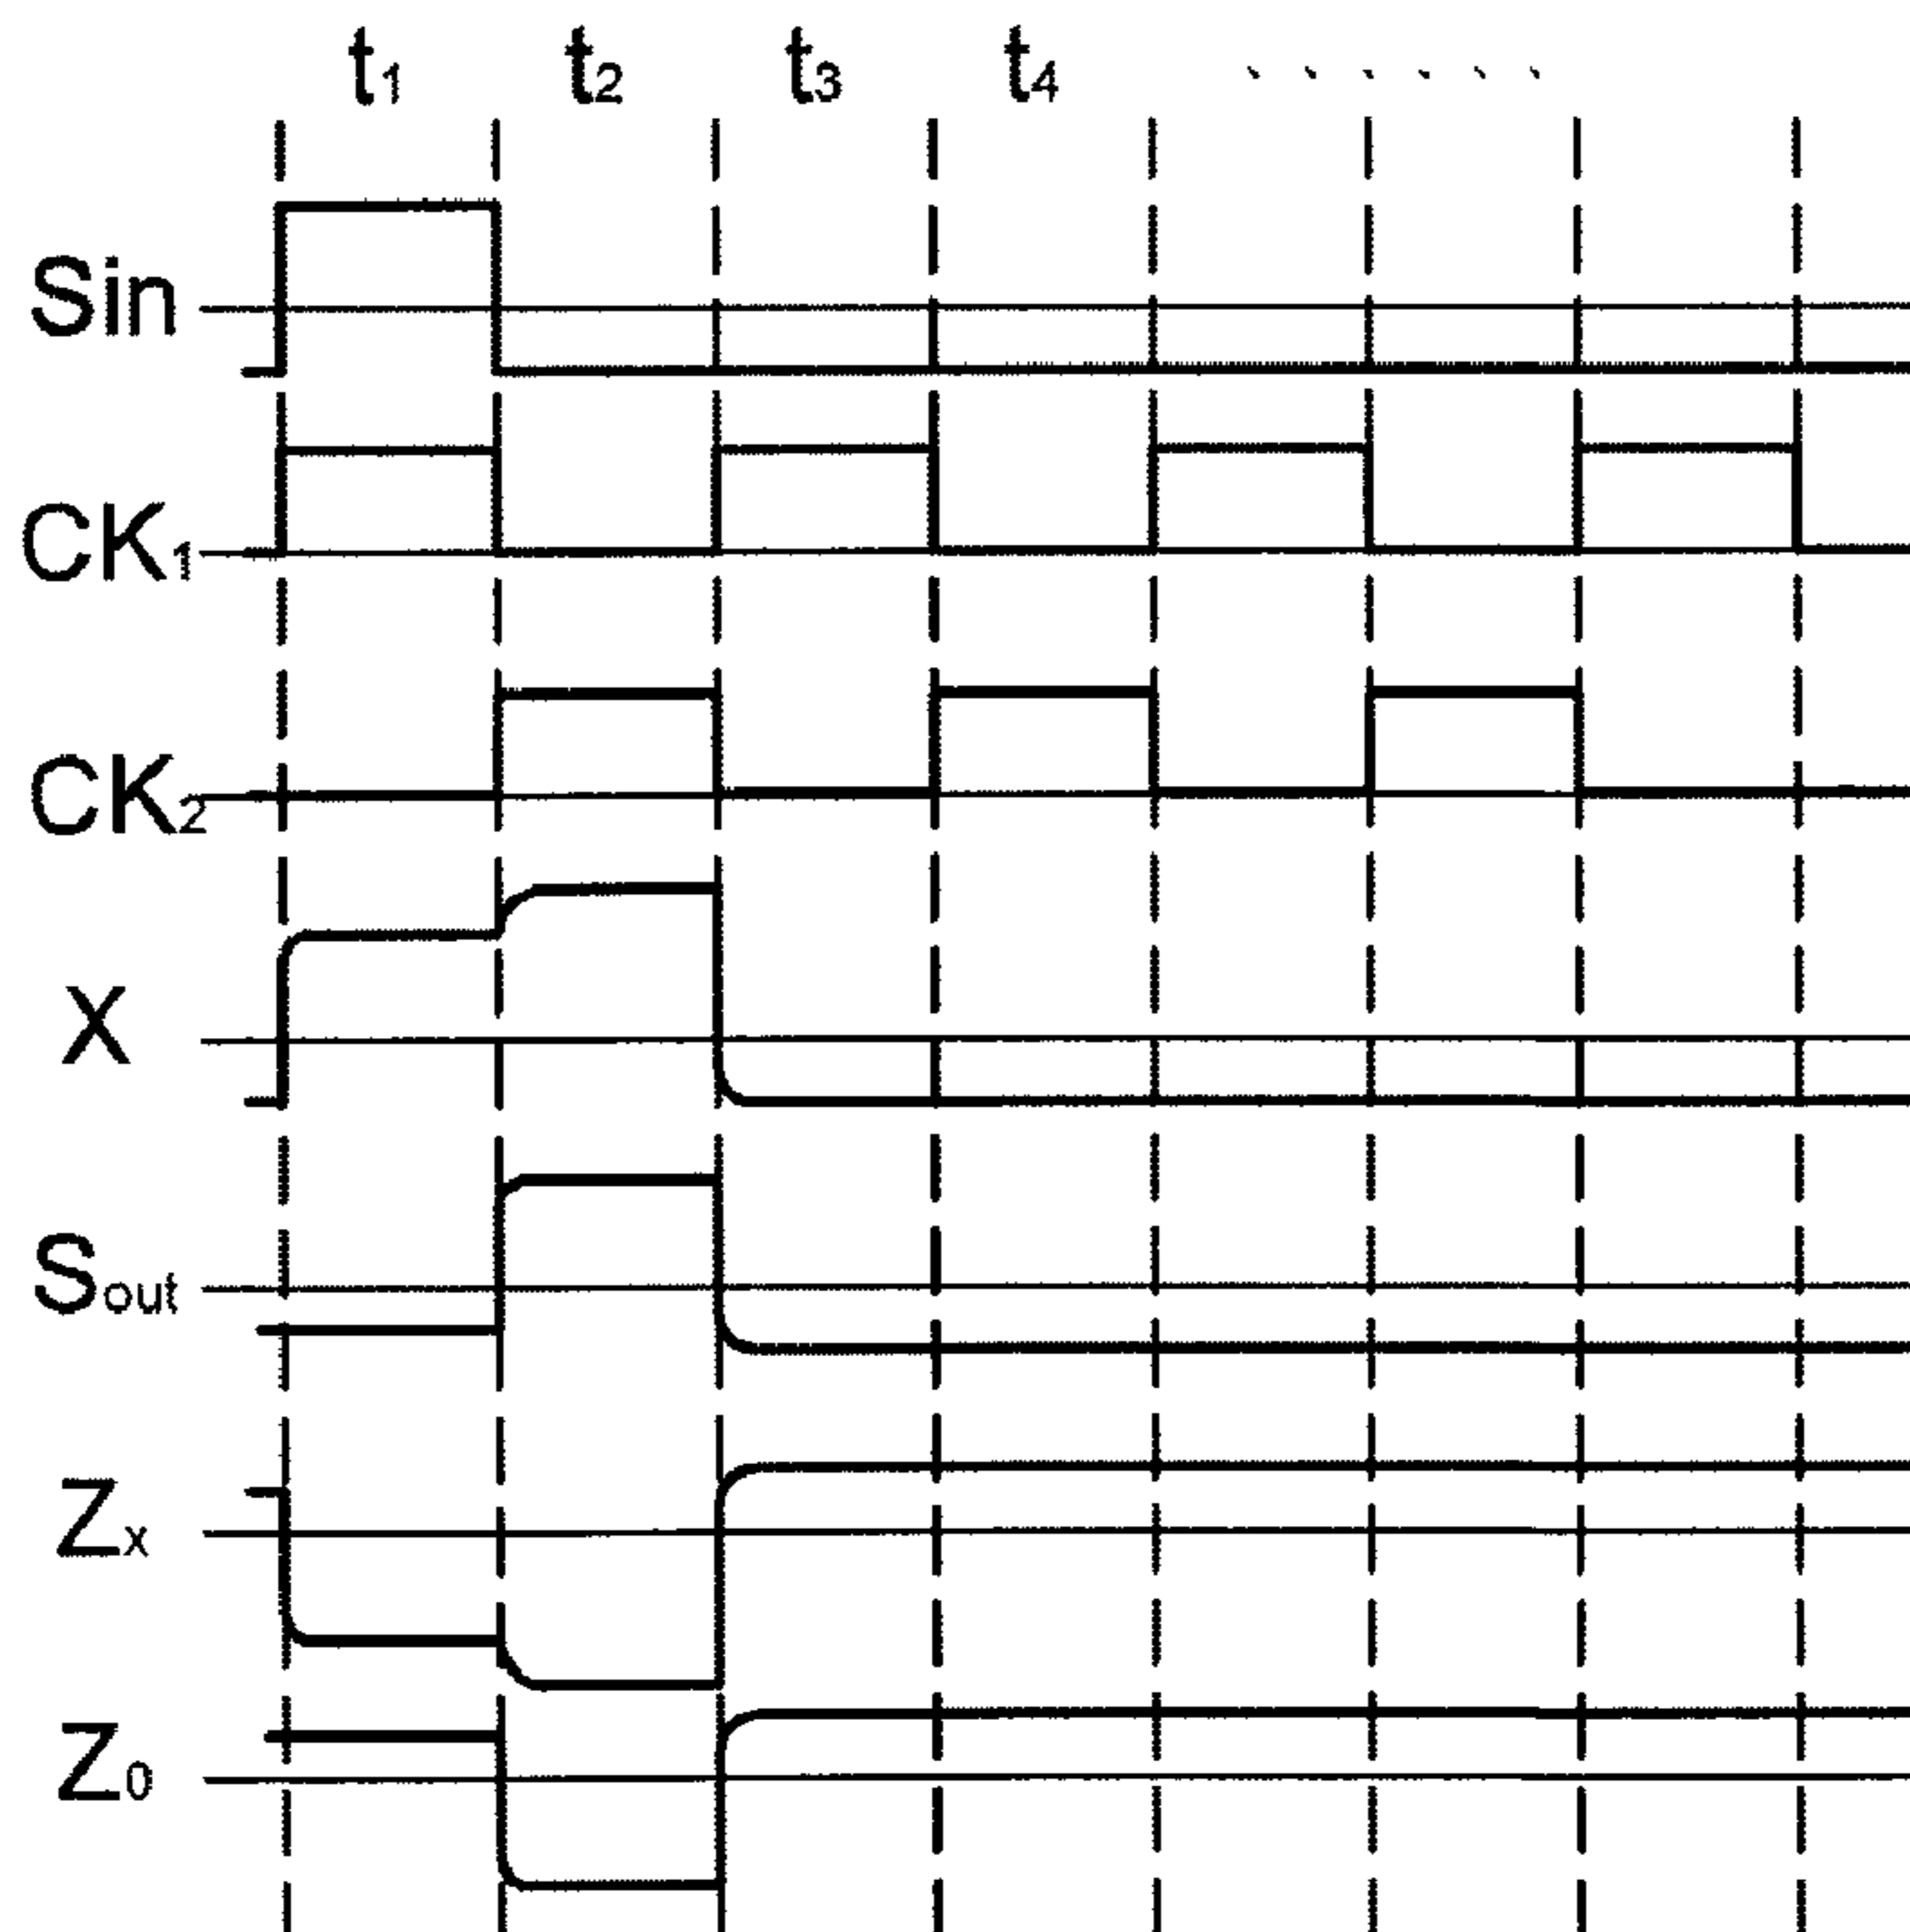 t1 t2 t3 t4 . . . . . .
Sin
CK1
CK2
X
Sout
Zx
Z0